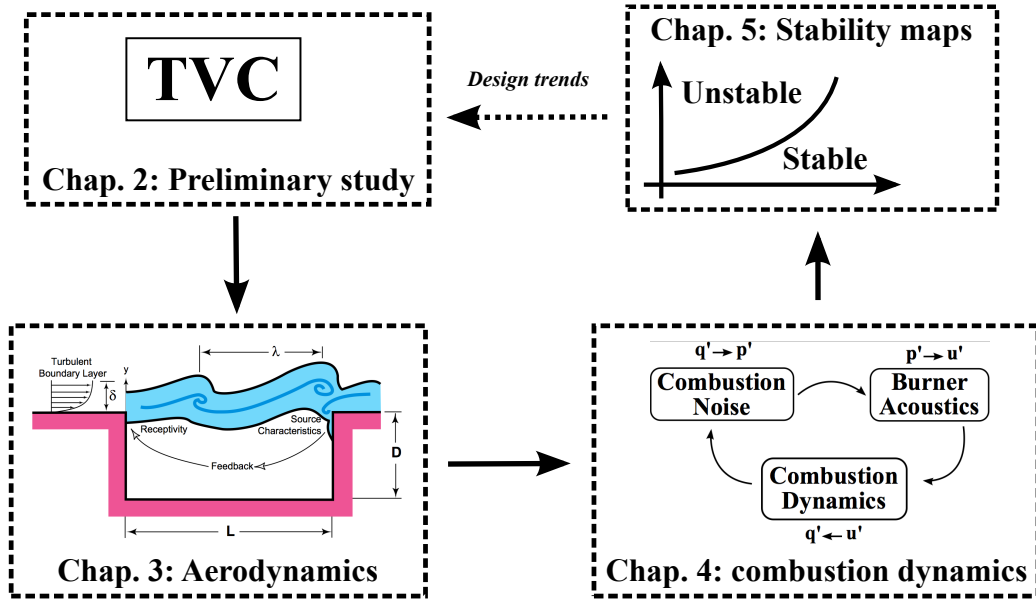 TVC
Chap. 2: Preliminary study
Design trends
Chap. 5: Stability maps
Unstable
Stable
Turbulent
Boundary Layer
δ
y
λ
Receptivity
Source
Characteristics
Feedback
D
L
Chap. 3: Aerodynamics
q'→p'
Combustion
Noise
p'→u'
Burner
Acoustics
Combustion
Dynamics
q'← u'
Chap. 4: combustion dynamics